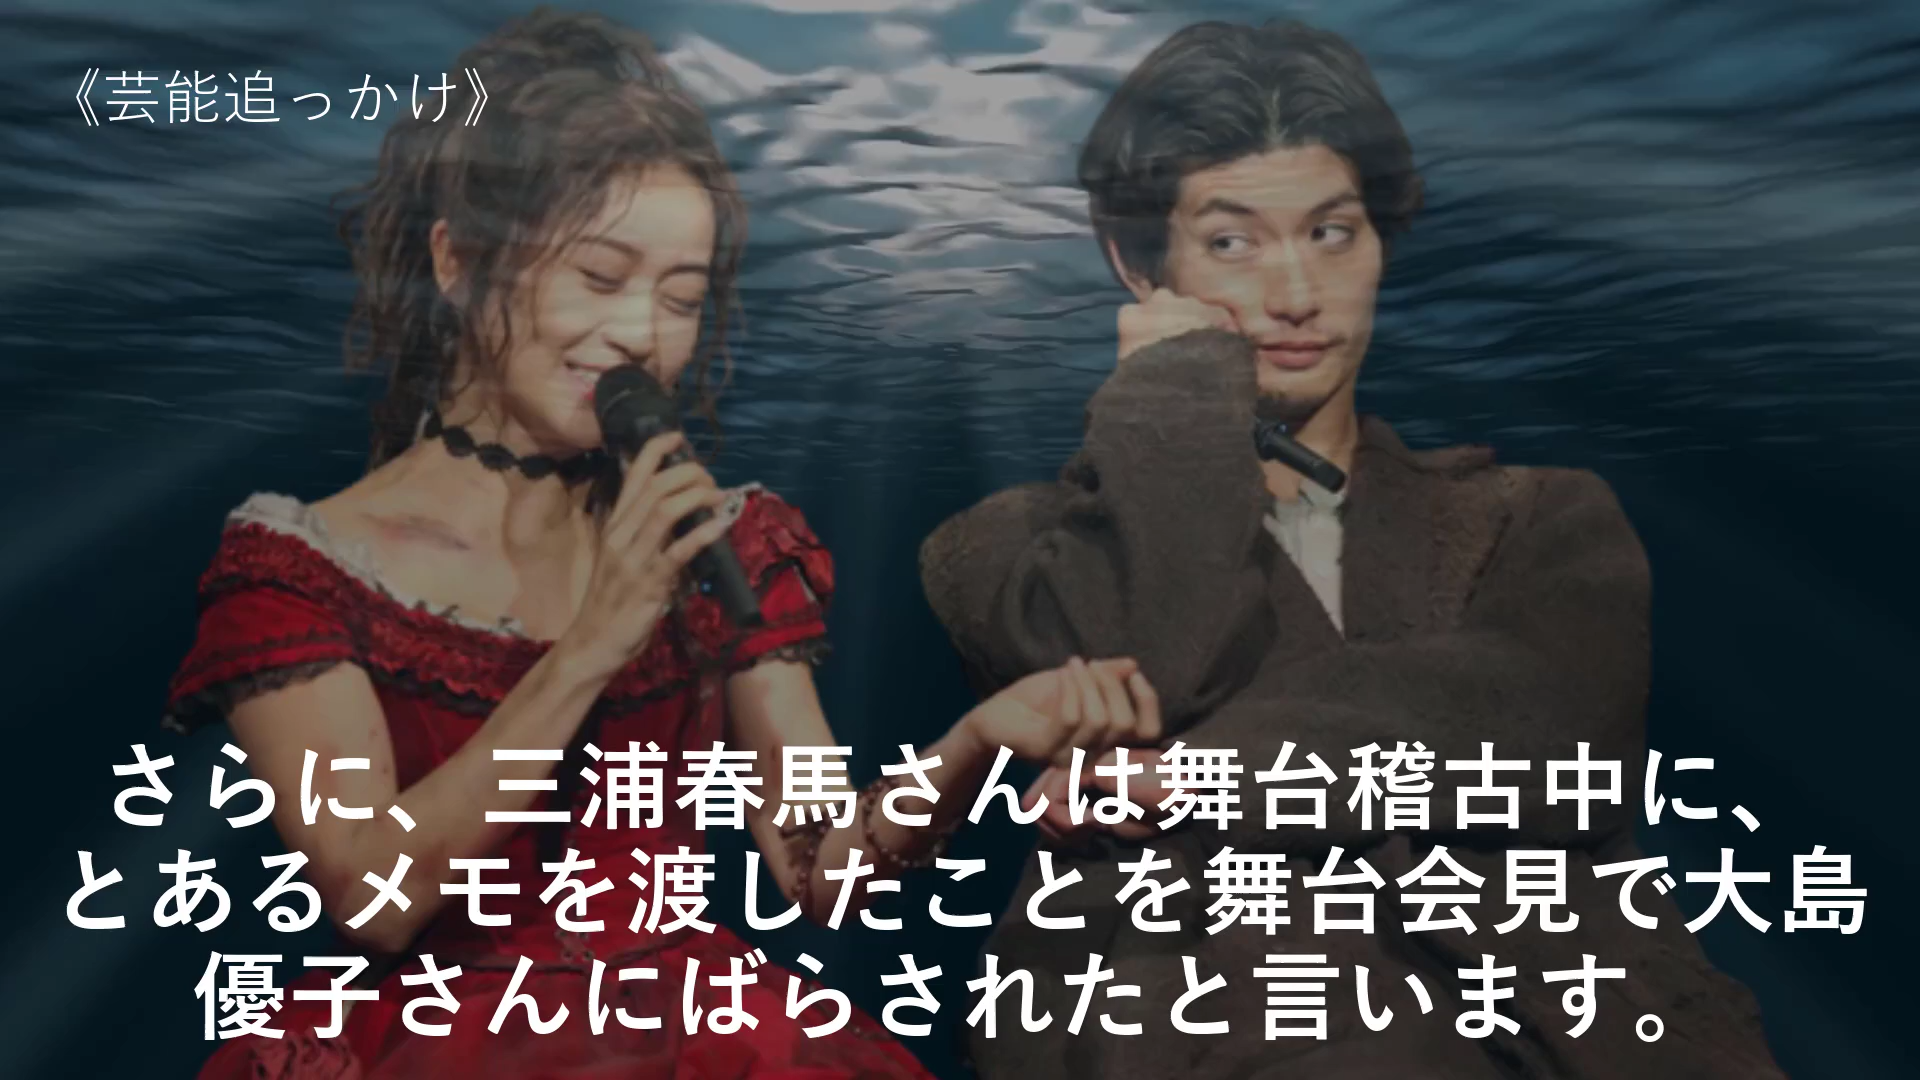 《芸能追っかけ》
さらに、三浦春馬さんは舞台稽古中に、
とあるメモを渡したことを舞台会見で大島
優子さんにばらされたと言います。